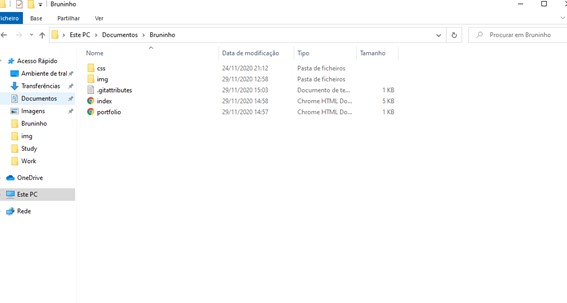 Bruninho
Ficheiro Base Partilhar Ver
Este PC > Documentos > Bruninho
Procurar em Bruninho
Nome Data de modificação Tipo Tamanho
css 24/11/2020 21:12 Pasta de ficheiros
img 29/11/2020 12:58 Pasta de ficheiros
.gitattributes 29/11/2020 15:03 Documento de te... 1 KB
index 29/11/2020 14:58 Chrome HTML Do... 5 KB
portfolio 29/11/2020 14:57 Chrome HTML Do... 1 KB
Acesso Rápido
Ambiente de tral
Transferências
Documentos
Imagens
Bruninho
img
Study
Work
OneDrive
Este PC
Rede